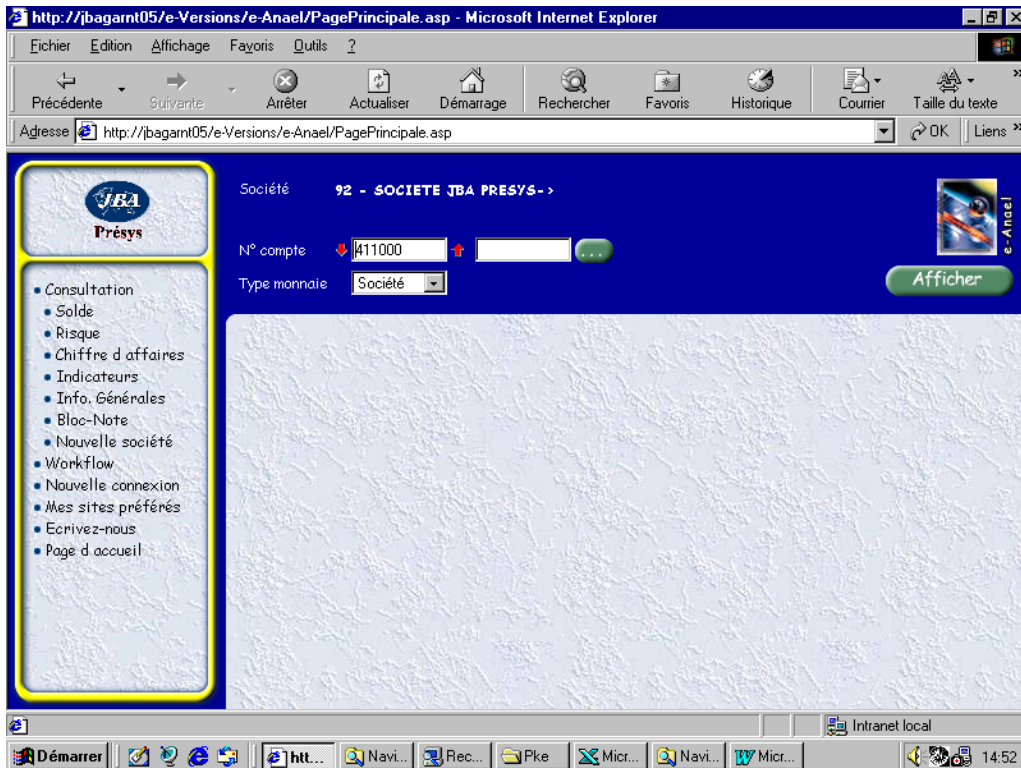 http://jbagarnt05/e-Versions/e-Anael/PagePrincipale.asp - Microsoft Internet Explorer
Fichier Edition Affichage Favoris Outils ?
Précédente Suivante Arrêter Actualiser Démarrage Rechercher Favoris Historique Courrier Taille du texte »
Adresse http://jbagarnt05/e-Versions/e-Anael/PagePrincipale.asp OK Liens »
JBA
Présys
Société 92 - SOCIETE JBA PRESYS->
e-Anael
N° compte 411000 ...
Type monnaie Société
Afficher
Consultation
Solde
Risque
Chiffre d affaires
Indicateurs
Info. Générales
Bloc-Note
Nouvelle société
Workflow
Nouvelle connexion
Mes sites préférés
Ecrivez-nous
Page d accueil
Intranet local
Démarrer htt... Navi... Rec... Pke Micr... Navi... Micr... 14:52